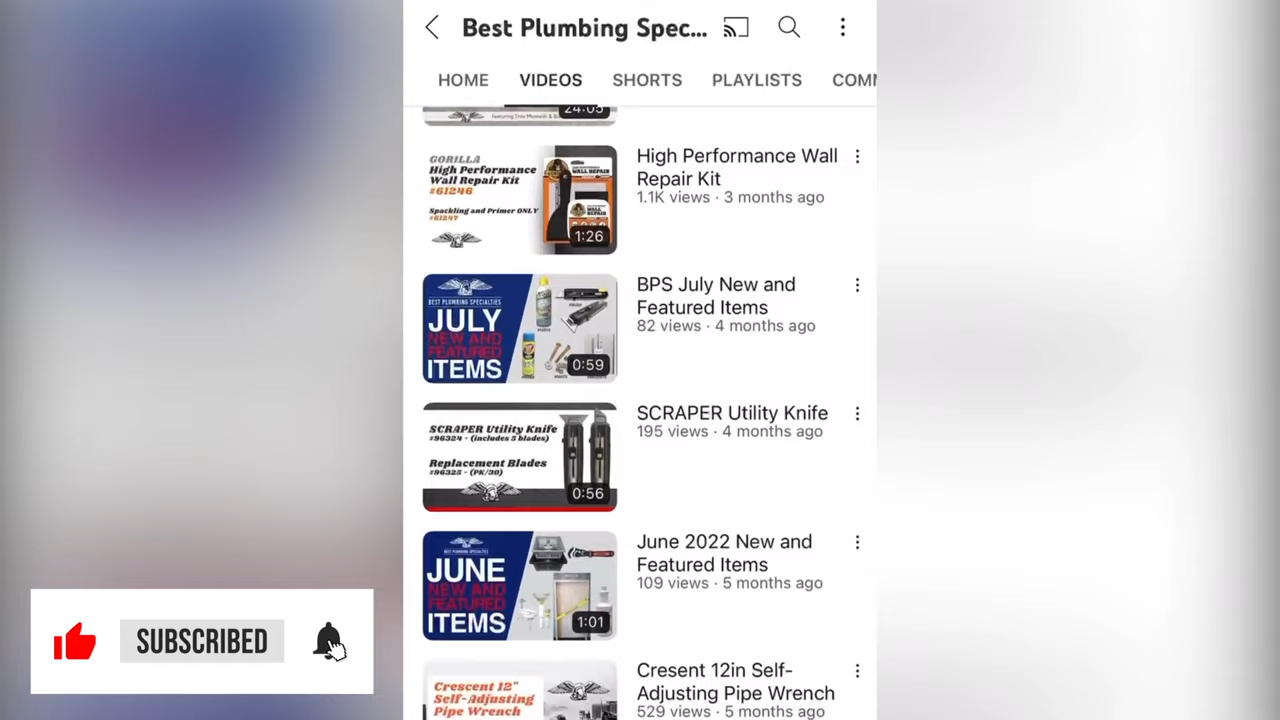 Best Plumbing Spec...
HOME VIDEOS SHORTS PLAYLISTS COMM
24:05
GORILLA
High Performance
Wall Repair Kit
#61246
Spackling and Primer ONLY
#61247
WALL REPAIR
WALL
REPAIR
1:26
High Performance Wall
Repair Kit
1.1K views · 3 months ago
BEST PLUMBING SPECIALTIES
JULY
NEW AND
FEATURED
ITEMS
0:59
BPS July New and
Featured Items
82 views · 4 months ago
SCRAPER Utility Knife
#96324 - (includes 5 blades)
Replacement Blades
#96325 - (PK/30)
0:56
SCRAPER Utility Knife
195 views · 4 months ago
BEST PLUMBING SPECIALTIES
JUNE
NEW AND
FEATURED
ITEMS
1:01
June 2022 New and
Featured Items
109 views · 5 months ago
Crescent 12"
Self-Adjusting
Pipe Wrench
Cresent 12in Self-
Adjusting Pipe Wrench
529 views · 5 months ago
SUBSCRIBED